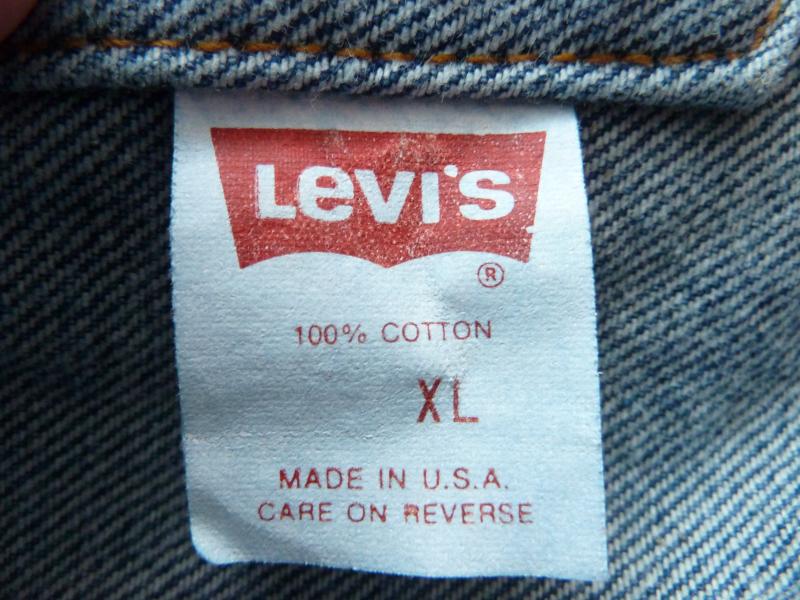 Levi's
®
100% COTTON
XL
MADE IN U.S.A.
CARE ON REVERSE